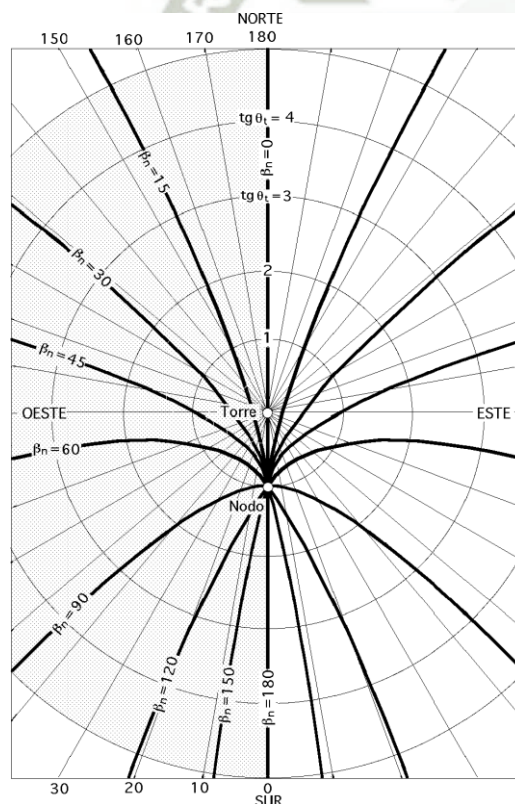 NORTE
150 160 170 180
tg θt = 4
βn=0
βn=15
tg θt = 3
βn=30
2
1
βn=45
OESTE
Torre
ESTE
βn=60
Nodo
βn=90
βn=120
βn=150
βn=180
30 20 10 0
SUR